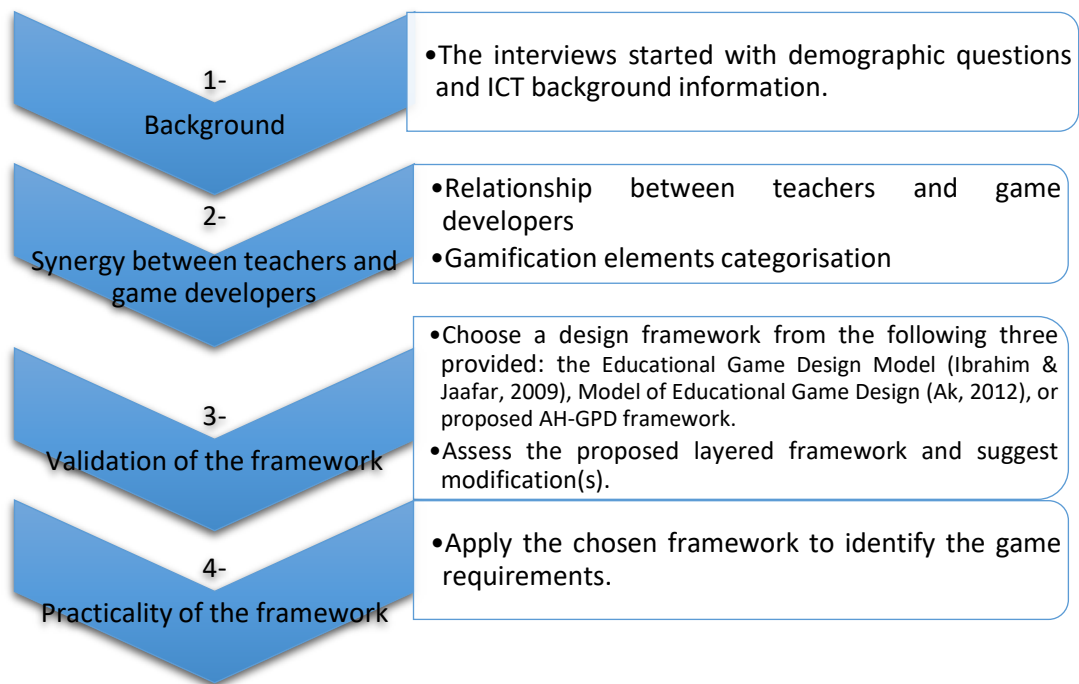 1-
Background
•The interviews started with demographic questions
and ICT background information.
2-
Synergy between teachers and
game developers
•Relationship between teachers and game
developers
•Gamification elements categorisation
3-
Validation of the framework
•Choose a design framework from the following three
provided: the Educational Game Design Model (Ibrahim &
Jaafar, 2009), Model of Educational Game Design (Ak, 2012), or
proposed AH-GPD framework.
•Assess the proposed layered framework and suggest
modification(s).
4-
Practicality of the framework
•Apply the chosen framework to identify the game
requirements.